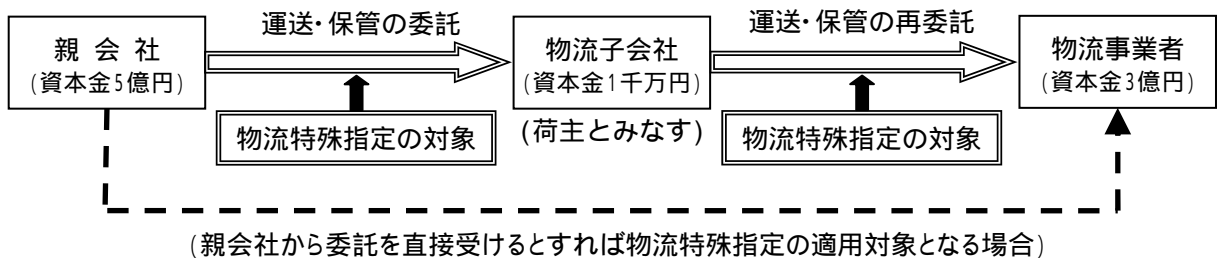 運送・保管の委託
運送・保管の再委託
親 会 社
(資本金5億円)
物流子会社
(資本金1千万円)
物流事業者
(資本金3億円)
物流特殊指定の対象
(荷主とみなす)
物流特殊指定の対象
(親会社から委託を直接受けるとすれば物流特殊指定の適用対象となる場合)